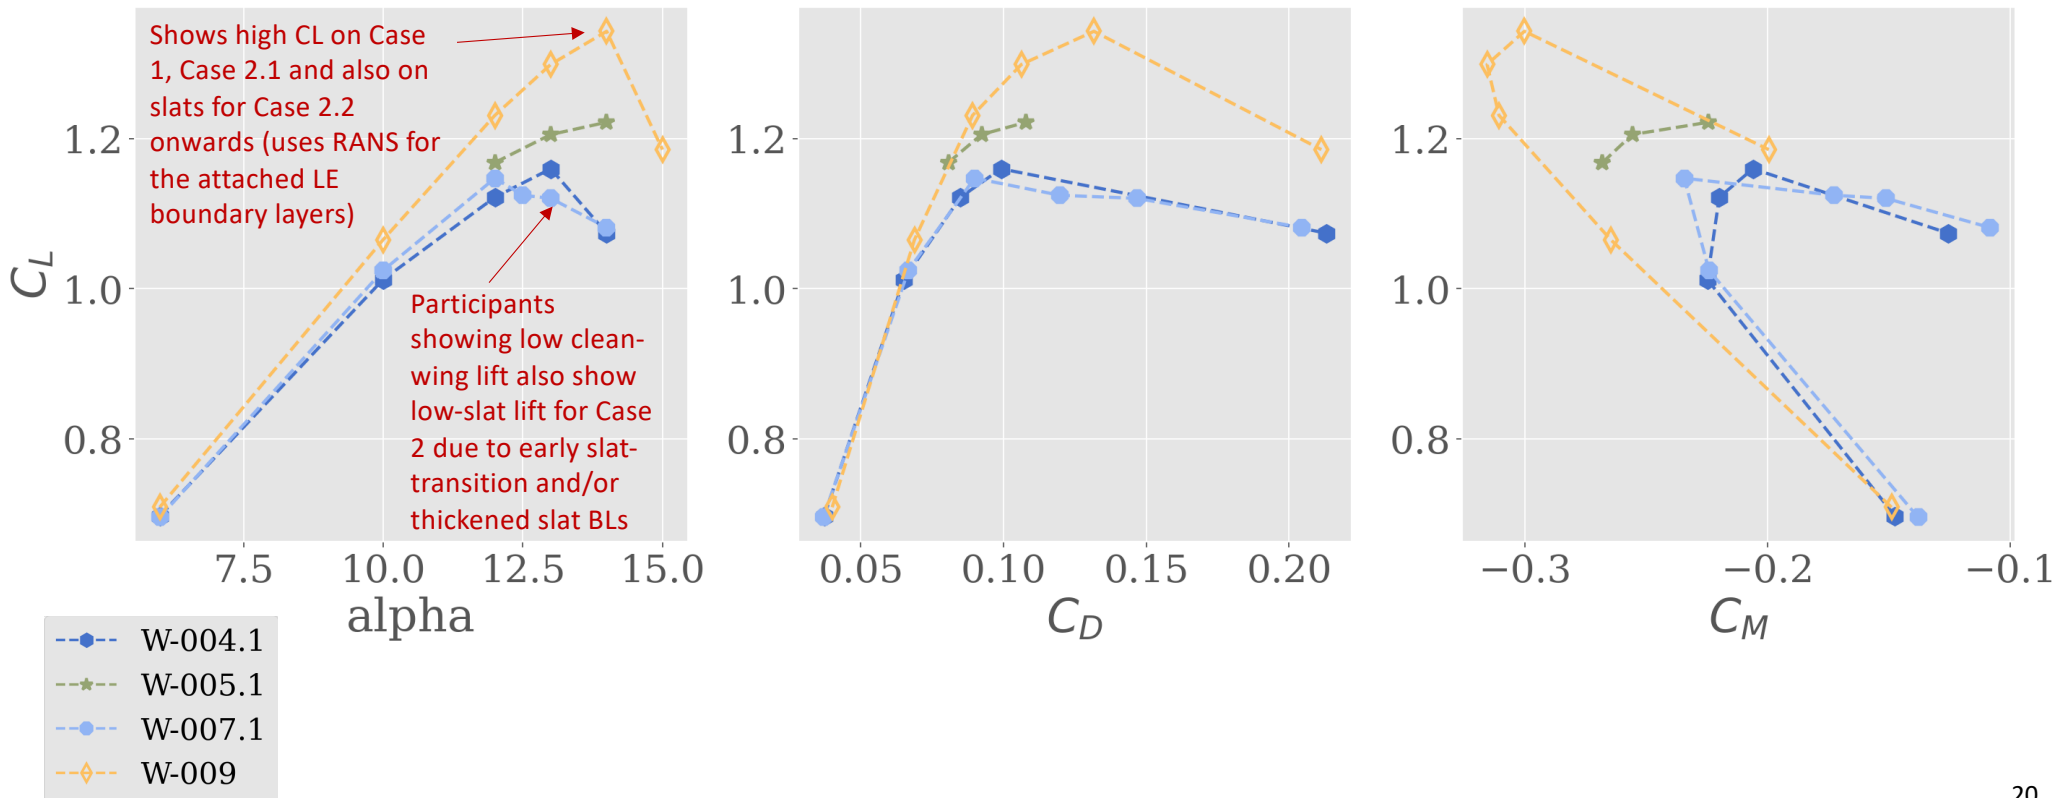 Shows high CL on Case
1, Case 2.1 and also on
slats for Case 2.2
onwards (uses RANS for
the attached LE
boundary layers)
Participants
showing low clean-
wing lift also show
low-slat lift for Case
2 due to early slat-
transition and/or
thickened slat BLs
C_L
1.2
1.0
0.8
7.5 10.0 12.5 15.0
alpha
1.2
1.0
0.8
0.05 0.10 0.15 0.20
C_D
1.2
1.0
0.8
−0.3 −0.2 −0.1
C_M
W-004.1
W-005.1
W-007.1
W-009
20